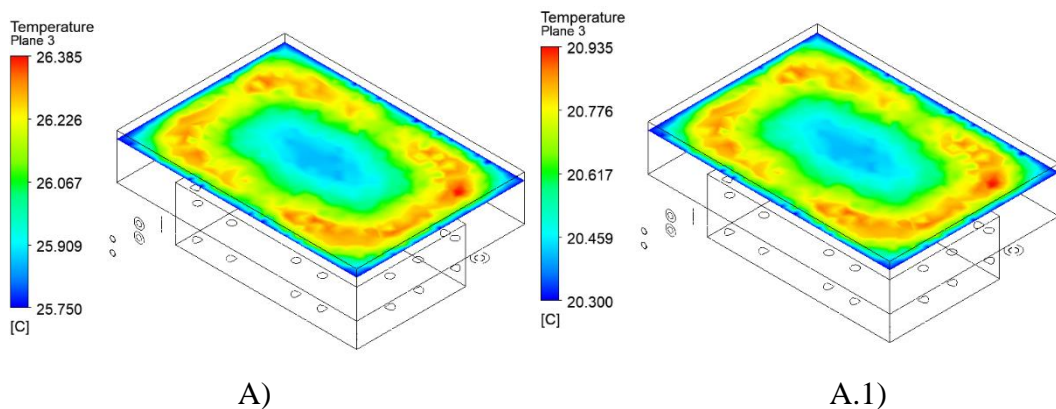 Temperature
Plane 3
26.385
26.226
26.067
25.909
25.750
[C]
A)
Temperature
Plane 3
20.935
20.776
20.617
20.459
20.300
[C]
A.1)